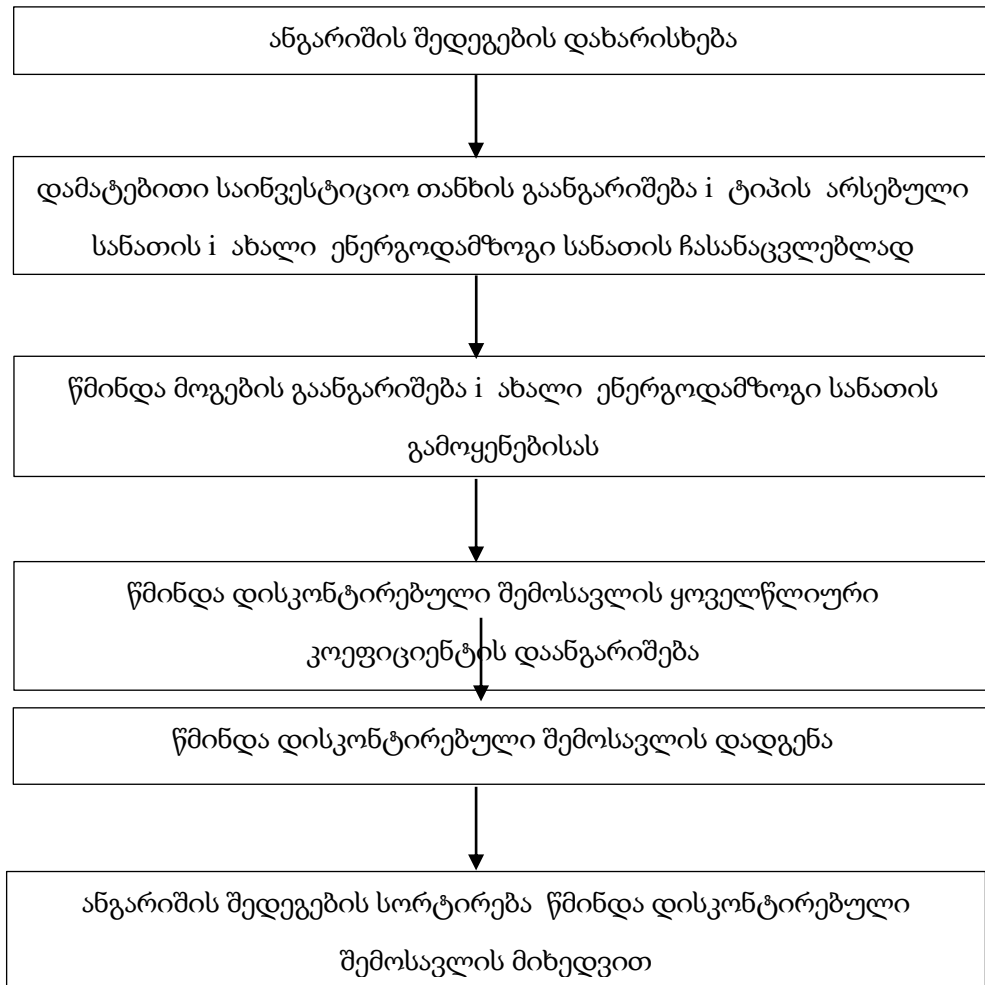 ანგარიშის შედეგების დახარისხება
დამატებითი საინვესტიციო თანხის გაანგარიშება i ტიპის არსებული
სანათის i ახალი ენერგოდამზოგი სანათის ჩასანაცვლებლად
წმინდა მოგების გაანგარიშება i ახალი ენერგოდამზოგი სანათის
გამოყენებისას
წმინდა დისკონტირებული შემოსავლის ყოველწლიური
კოეფიციენტის დაანგარიშება
წმინდა დისკონტირებული შემოსავლის დადგენა
ანგარიშის შედეგების სორტირება წმინდა დისკონტირებული
შემოსავლის მიხედვით